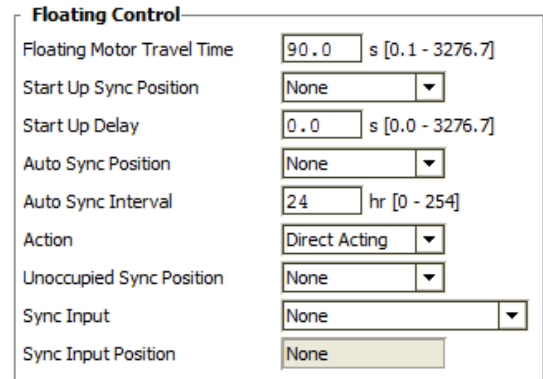 Floating Control
Floating Motor Travel Time 90.0 s [0.1 - 3276.7]
Start Up Sync Position None
Start Up Delay 0.0 s [0.0 - 3276.7]
Auto Sync Position None
Auto Sync Interval 24 hr [0 - 254]
Action Direct Acting
Unoccupied Sync Position None
Sync Input None
Sync Input Position None